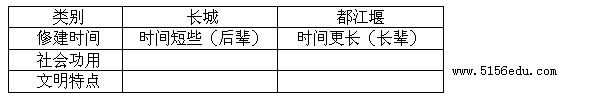 类别 长城 都江堰
修建时间 时间短些（后辈） 时间更长（长辈）
社会功用
文明特点
www.5156edu.com